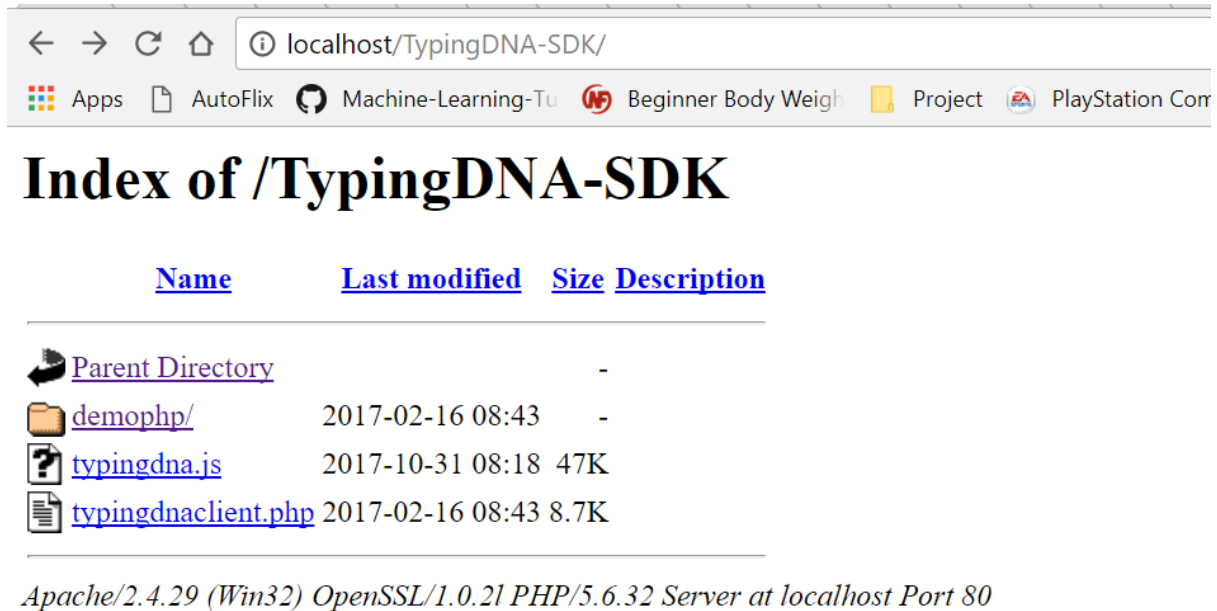 localhost/TypingDNA-SDK/
Apps AutoFlix Machine-Learning-Tu Beginner Body Weigh Project PlayStation Com
Index of /TypingDNA-SDK
Name Last modified Size Description
Parent Directory -
demophp/ 2017-02-16 08:43 -
typingdna.js 2017-10-31 08:18 47K
typingdnaclient.php 2017-02-16 08:43 8.7K
Apache/2.4.29 (Win32) OpenSSL/1.0.2l PHP/5.6.32 Server at localhost Port 80